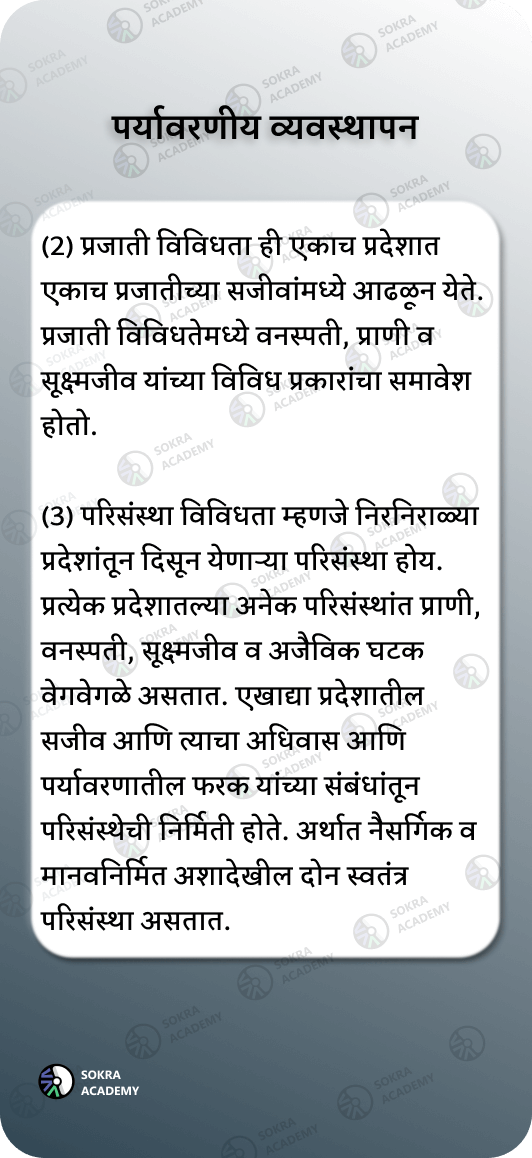 पर्यावरणीय व्यवस्थापन
(2) प्रजाती विविधता ही एकाच प्रदेशात
एकाच प्रजातीच्या सजीवांमध्ये आढळून येते.
प्रजाती विविधतेमध्ये वनस्पती, प्राणी व
सूक्ष्मजीव यांच्या विविध प्रकारांचा समावेश
होतो.
(3) परिसंस्था विविधता म्हणजे निरनिराळ्या
प्रदेशांतून दिसून येणाऱ्या परिसंस्था होय.
प्रत्येक प्रदेशातल्या अनेक परिसंस्थांत प्राणी,
वनस्पती, सूक्ष्मजीव व अजैविक घटक
वेगवेगळे असतात. एखाद्या प्रदेशातील
सजीव आणि त्याचा अधिवास आणि
पर्यावरणातील फरक यांच्या संबंधांतून
परिसंस्थेची निर्मिती होते. अर्थात नैसर्गिक व
मानवनिर्मित अशादेखील दोन स्वतंत्र
परिसंस्था असतात.
SOKRA
ACADEMY